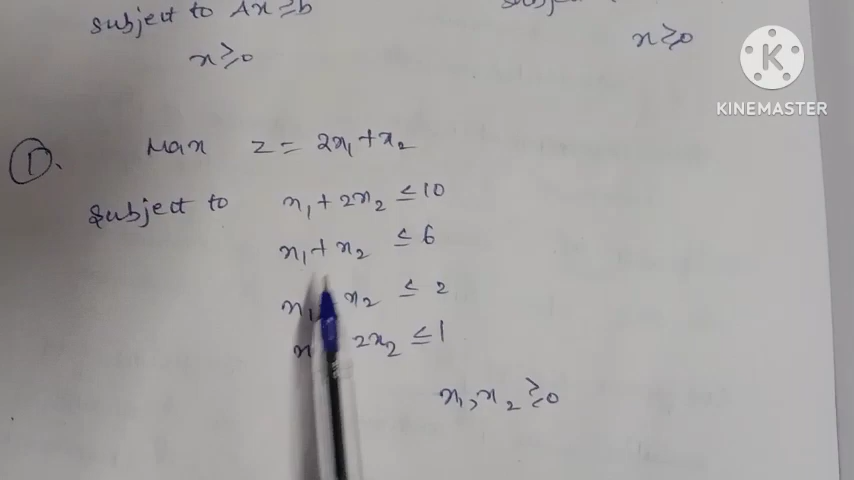 Subject to Ax ≥ b
x ≥ 0
x ≥ 0
K
KINEMASTER
①. Max Z = 2x₁ + x₂
Subject to x₁ + 2x₂ ≤ 10
x₁ + x₂ ≤ 6
x₁ x₂ ≤ 2
2x₂ ≤ 1
x₁, x₂ ≥ 0